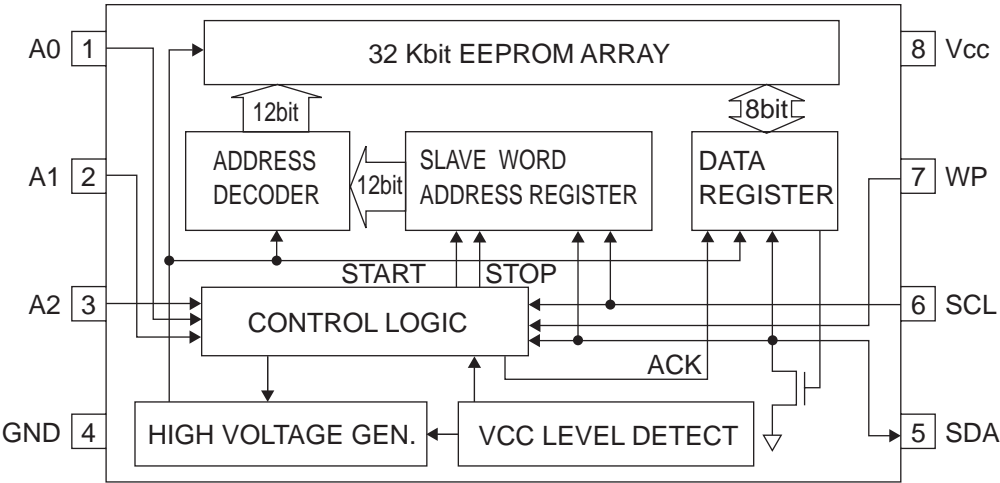 32 Kbit EEPROM ARRAY
A0 1
8 Vcc
12bit
8bit
ADDRESS
DECODER
12bit
SLAVE WORD
ADDRESS REGISTER
DATA
REGISTER
A1 2
7 WP
START
STOP
A2 3
CONTROL LOGIC
6 SCL
ACK
GND 4
HIGH VOLTAGE GEN.
VCC LEVEL DETECT
5 SDA